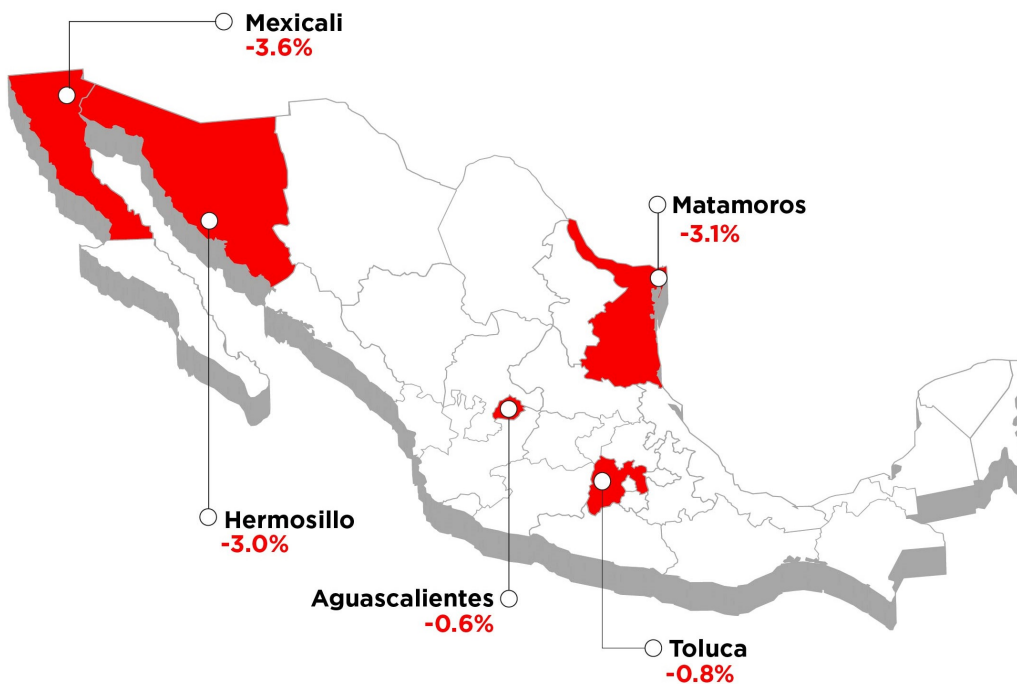 Mexicali
-3.6%
Matamoros
-3.1%
Hermosillo
-3.0%
Aguascalientes
-0.6%
Toluca
-0.8%